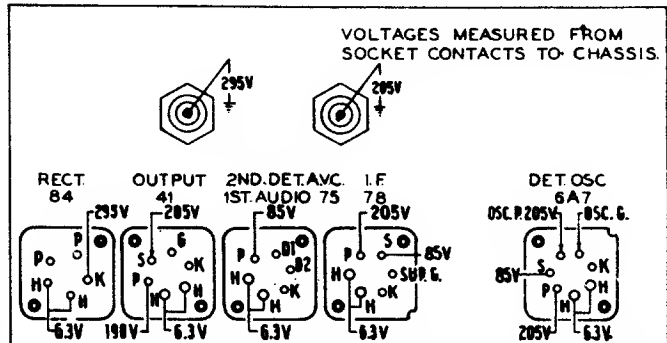 VOLTAGES MEASURED FROM
SOCKET CONTACTS TO CHASSIS.
295V 205V
RECT. OUTPUT 2ND. DET. A.V.C. I.F. DET. OSC
84 41 1ST. AUDIO 75 78 6A7
295V 205V 85V 205V OSC. P. 205V OSC. G.
P P S G P D1 P S
K K D2 85V K
H P K H SUP. G. 85V S
H H H H K P H
H H H H
6.3V 190V 6.3V 6.3V 6.3V 205V 6.3V